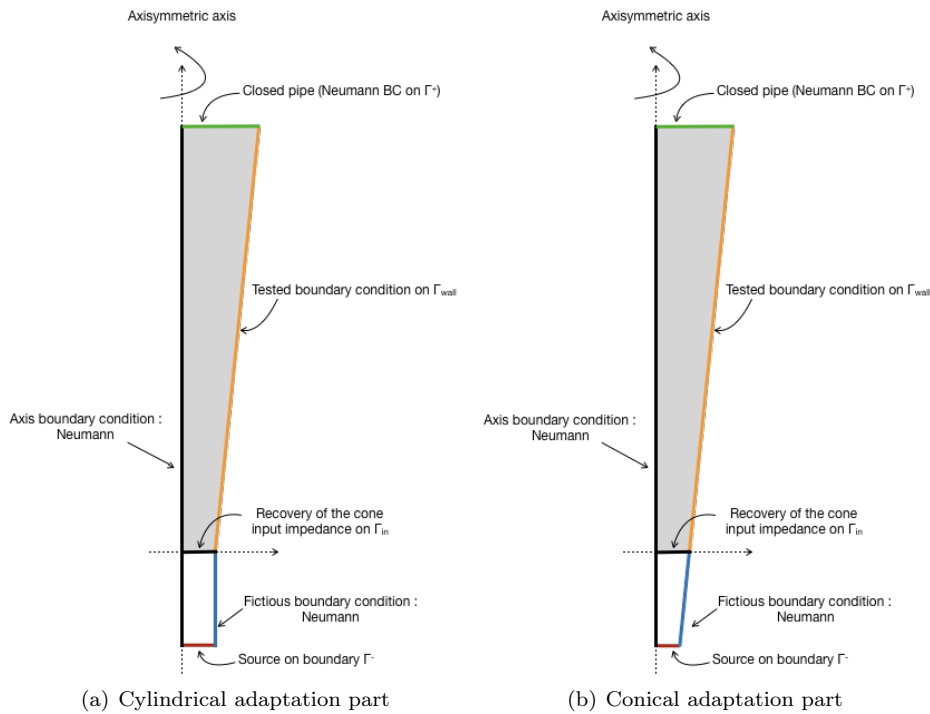 Axisymmetric axis
Closed pipe (Neumann BC on Γ⁺)
Tested boundary condition on Γwall
Axis boundary condition :
Neumann
Recovery of the cone
input impedance on Γin
Fictious boundary condition :
Neumann
Source on boundary Γ⁻
(a) Cylindrical adaptation part
Axisymmetric axis
Closed pipe (Neumann BC on Γ⁺)
Tested boundary condition on Γwall
Axis boundary condition :
Neumann
Recovery of the cone
input impedance on Γin
Fictious boundary condition :
Neumann
Source on boundary Γ⁻
(b) Conical adaptation part